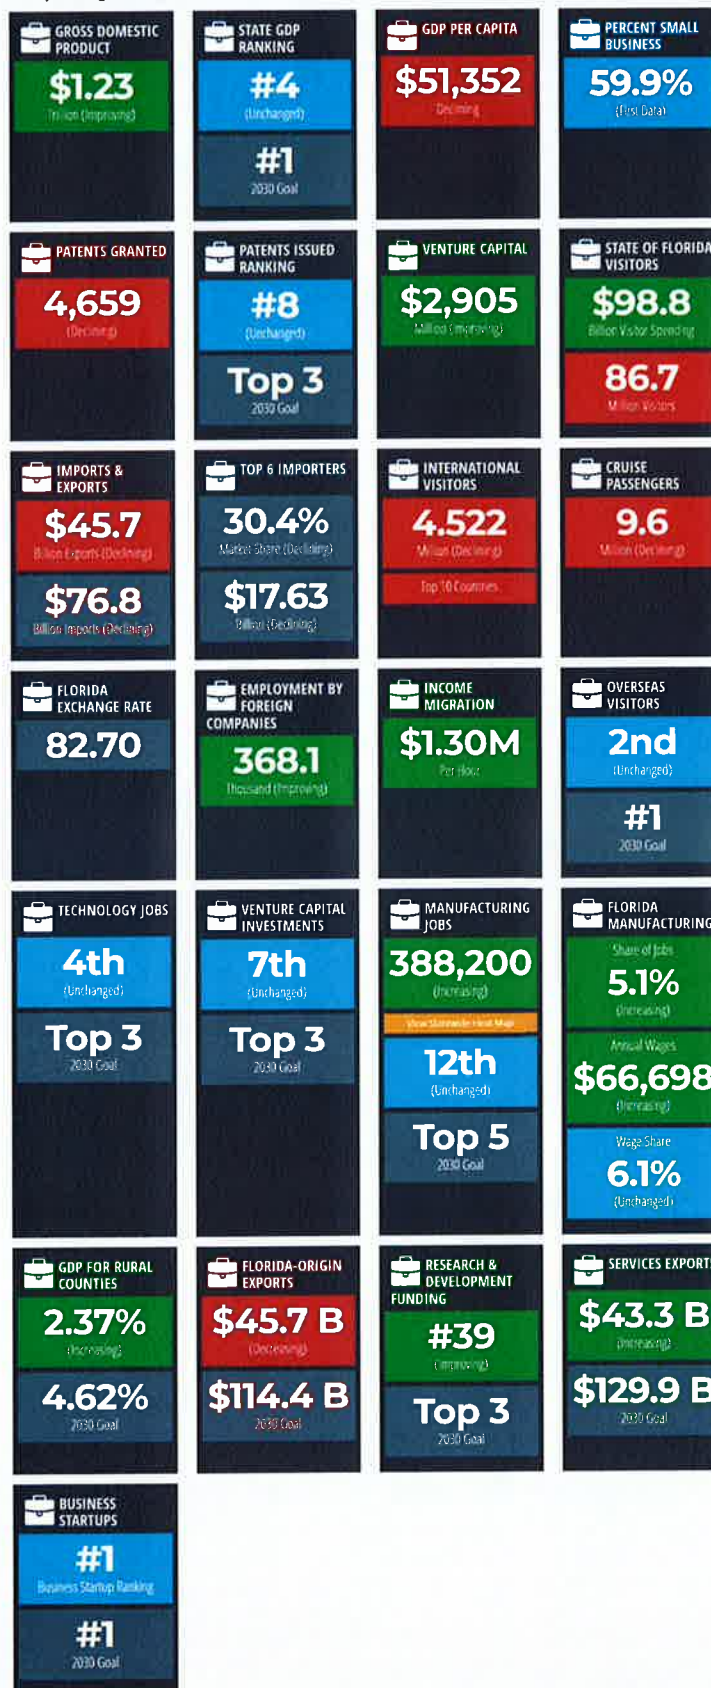 GROSS DOMESTIC
PRODUCT
$1.23
Trillion (Improving)
STATE GDP
RANKING
#4
(Unchanged)
#1
2030 Goal
GDP PER CAPITA
$51,352
Declining
PERCENT SMALL
BUSINESS
59.9%
(First Data)
PATENTS GRANTED
4,659
(Declining)
PATENTS ISSUED
RANKING
#8
(Unchanged)
Top 3
2030 Goal
VENTURE CAPITAL
$2,905
Million (Improving)
STATE OF FLORIDA
VISITORS
$98.8
Billion Visitor Spending
86.7
Million Visitors
IMPORTS &
EXPORTS
$45.7
Billion Exports (Declining)
$76.8
Billion Imports (Declining)
TOP 6 IMPORTERS
30.4%
Market Share (Declining)
$17.63
Billion (Declining)
INTERNATIONAL
VISITORS
4.522
Million (Declining)
Top 10 Countries
CRUISE
PASSENGERS
9.6
Million (Declining)
FLORIDA
EXCHANGE RATE
82.70
EMPLOYMENT BY
FOREIGN
COMPANIES
368.1
Thousand (Improving)
INCOME
MIGRATION
$1.30M
Per Hour
OVERSEAS
VISITORS
2nd
(Unchanged)
#1
2030 Goal
TECHNOLOGY JOBS
4th
(Unchanged)
Top 3
2030 Goal
VENTURE CAPITAL
INVESTMENTS
7th
(Unchanged)
Top 3
2030 Goal
MANUFACTURING
JOBS
388,200
(Increasing)
View Statewide Heat Map
12th
(Unchanged)
Top 5
2030 Goal
FLORIDA
MANUFACTURING
Share of Jobs
5.1%
(Increasing)
Annual Wages
$66,698
(Increasing)
Wage Share
6.1%
(Unchanged)
GDP FOR RURAL
COUNTIES
2.37%
(Increasing)
4.62%
2030 Goal
FLORIDA-ORIGIN
EXPORTS
$45.7 B
(Decreasing)
$114.4 B
2030 Goal
RESEARCH &
DEVELOPMENT
FUNDING
#39
(Improving)
Top 3
2030 Goal
SERVICES EXPORTS
$43.3 B
(Increasing)
$129.9 B
2030 Goal
BUSINESS
STARTUPS
#1
Business Startup Ranking
#1
2030 Goal